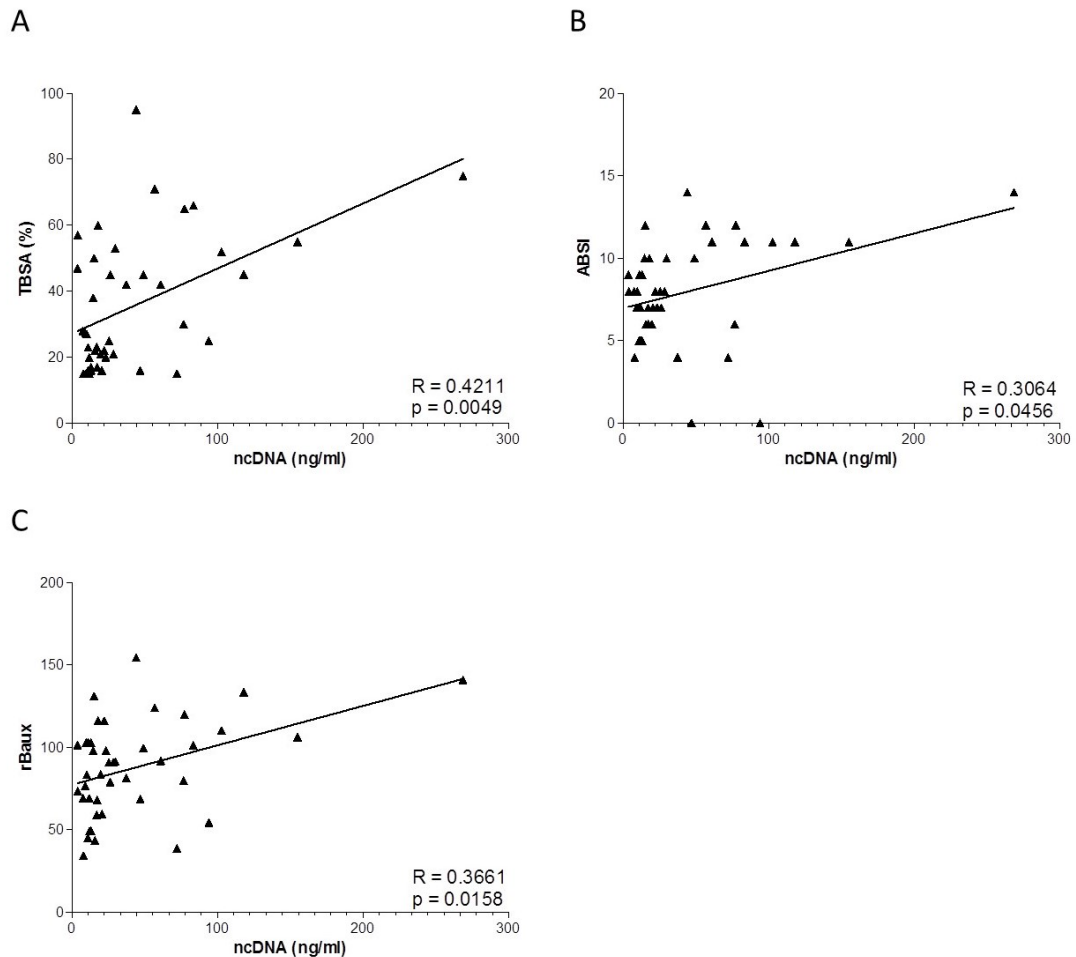 A
B
100
80
60
40
20
0
TBSA (%)
R = 0.4211
p = 0.0049
0
100
200
300
ncDNA (ng/ml)
20
15
10
5
0
ABSI
R = 0.3064
p = 0.0456
0
100
200
300
ncDNA (ng/ml)
C
200
150
100
50
0
rBaux
R = 0.3661
p = 0.0158
0
100
200
300
ncDNA (ng/ml)